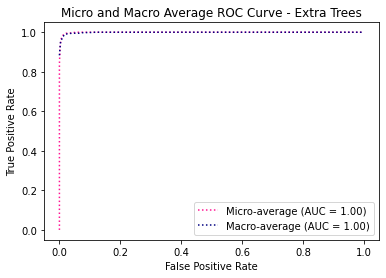 Micro and Macro Average ROC Curve - Extra Trees
1.0
0.8
0.6
0.4
0.2
0.0
True Positive Rate
Micro-average (AUC = 1.00)
Macro-average (AUC = 1.00)
0.0 0.2 0.4 0.6 0.8 1.0
False Positive Rate